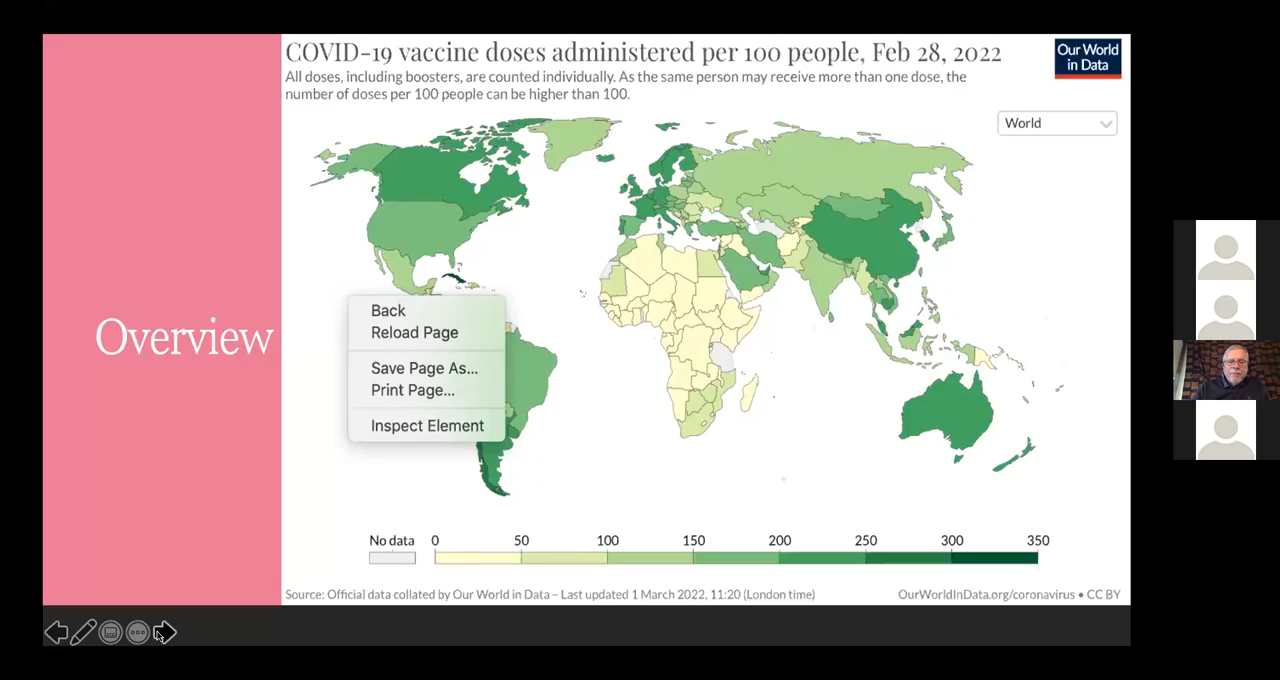 COVID-19 vaccine doses administered per 100 people, Feb 28, 2022
Our World
in Data
All doses, including boosters, are counted individually. As the same person may receive more than one dose, the
number of doses per 100 people can be higher than 100.
World
Overview
Back
Reload Page
Save Page As...
Print Page...
Inspect Element
No data
0
50
100
150
200
250
300
350
Source: Official data collated by Our World in Data – Last updated 1 March 2022, 11:20 (London time)
OurWorldInData.org/coronavirus • CC BY